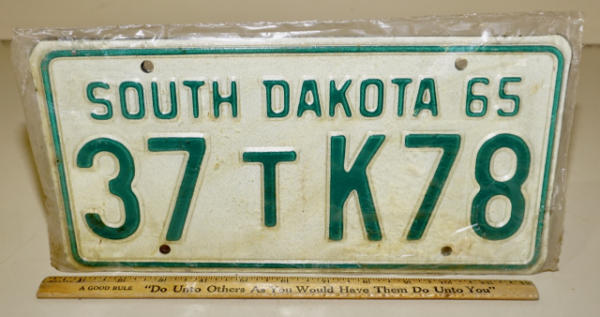 SOUTH DAKOTA 65
37 T K78
A GOOD RULE "Do Unto Others As You Would Have Them Do Unto You"